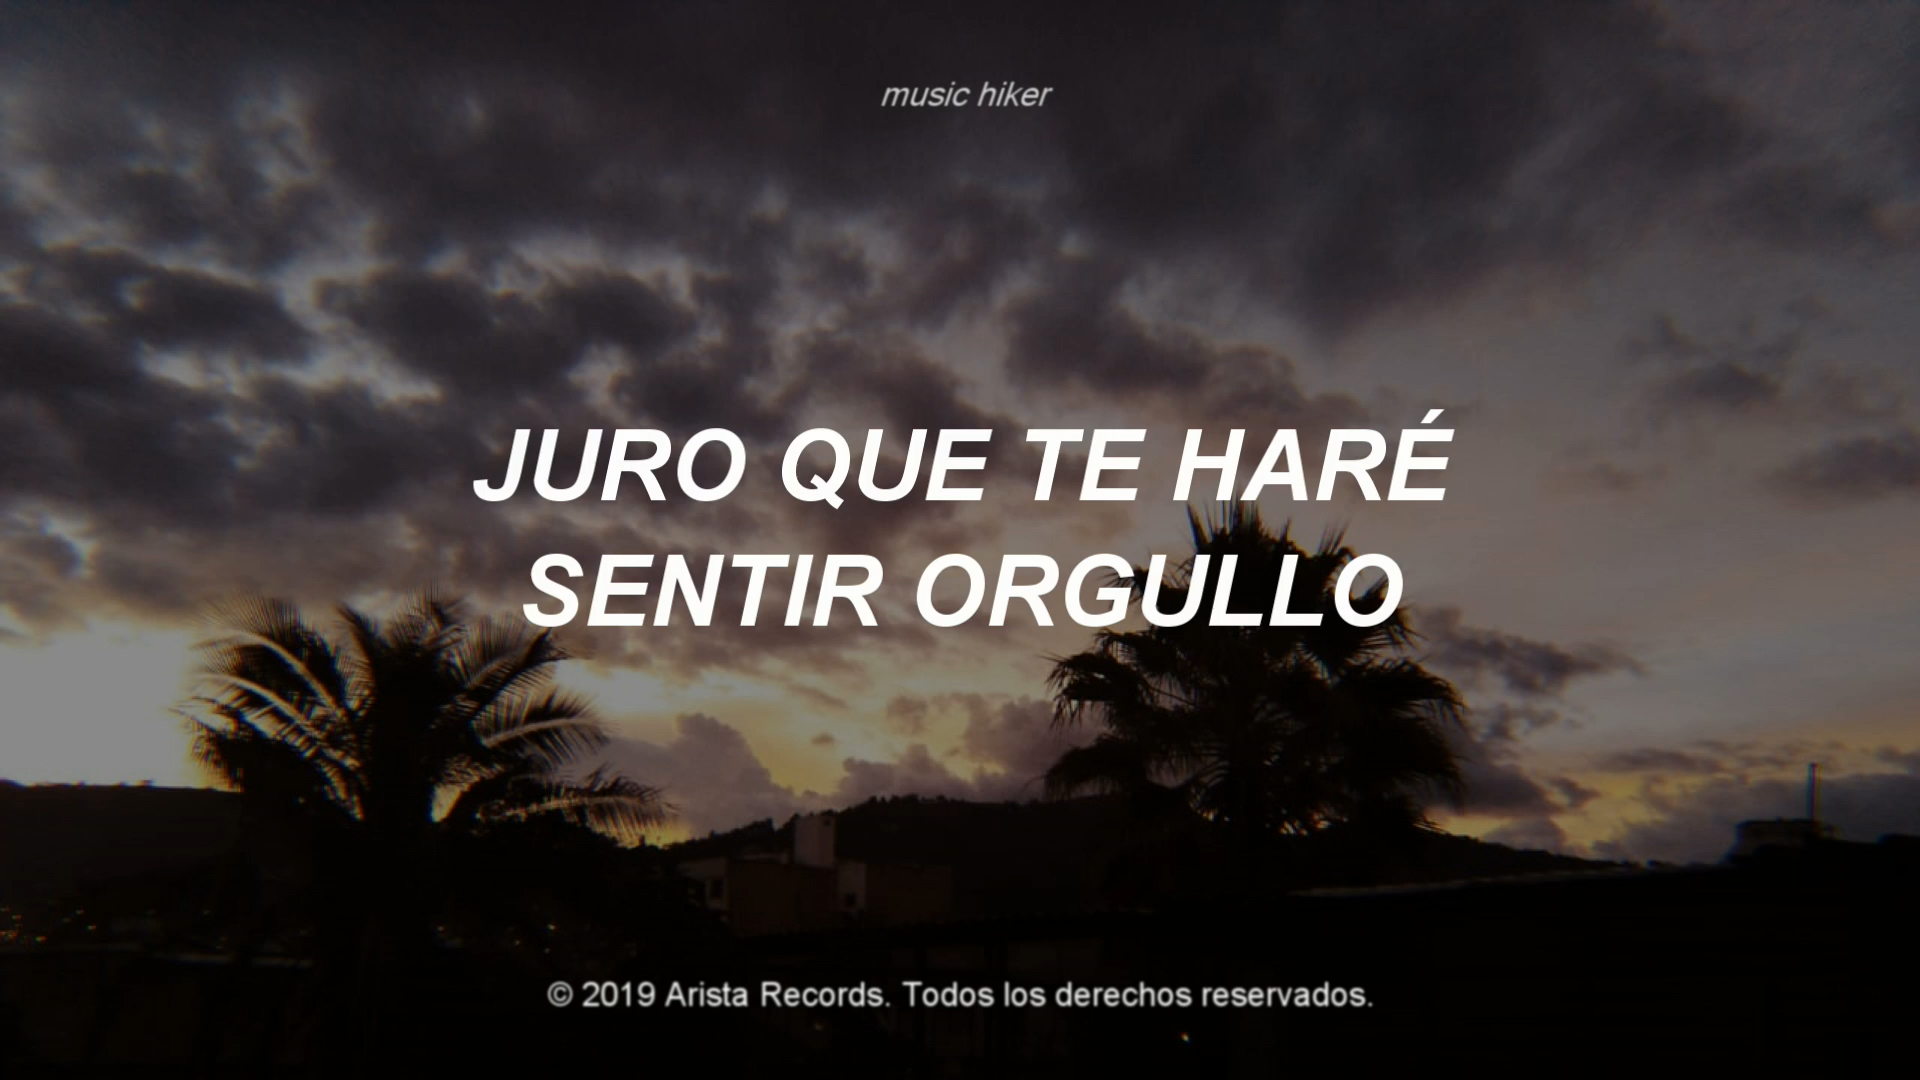 music hiker
JURO QUE TE HARÉ
SENTIR ORGULLO
© 2019 Arista Records. Todos los derechos reservados.